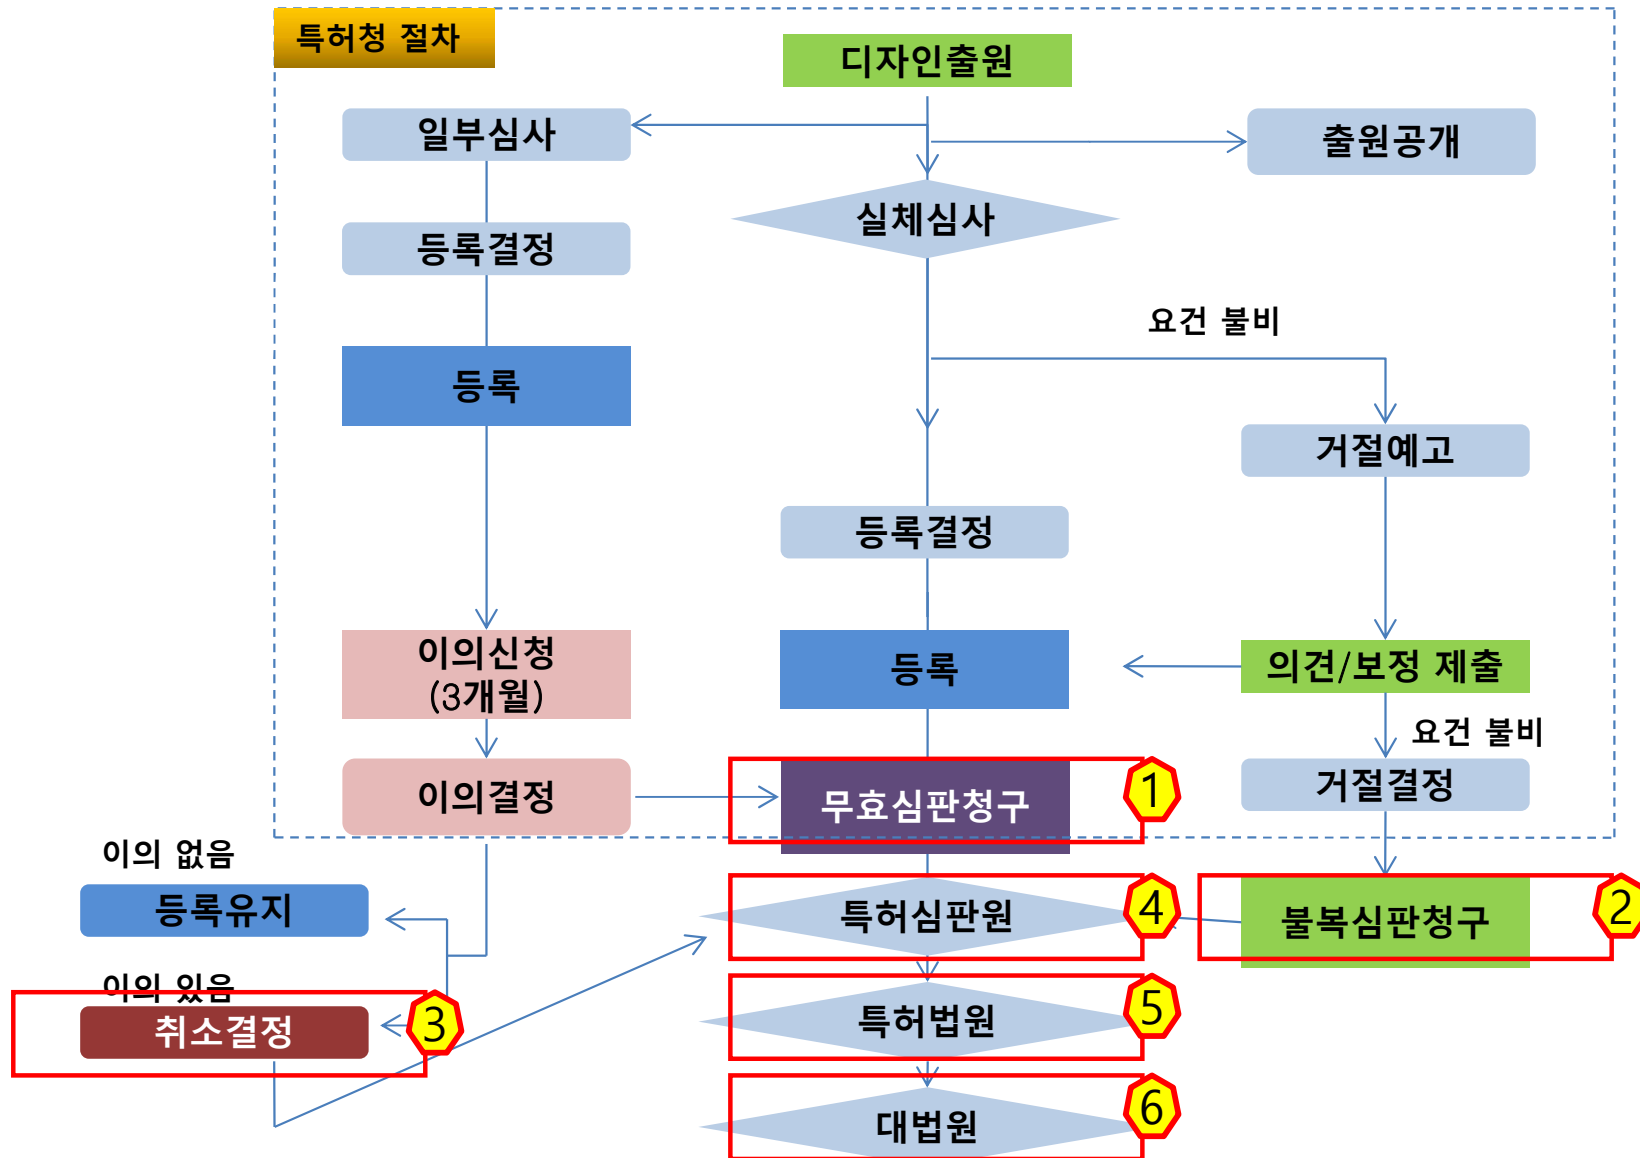 특허청 절차
디자인출원
일부심사
출원공개
실체심사
등록결정
요건 불비
등록
거절예고
등록결정
이의신청
(3개월)
등록
의견/보정 제출
요건 불비
이의결정
무효심판청구
1
거절결정
이의 없음
등록유지
특허심판원
4
불복심판청구
2
이의 있음
취소결정
3
특허법원
5
대법원
6